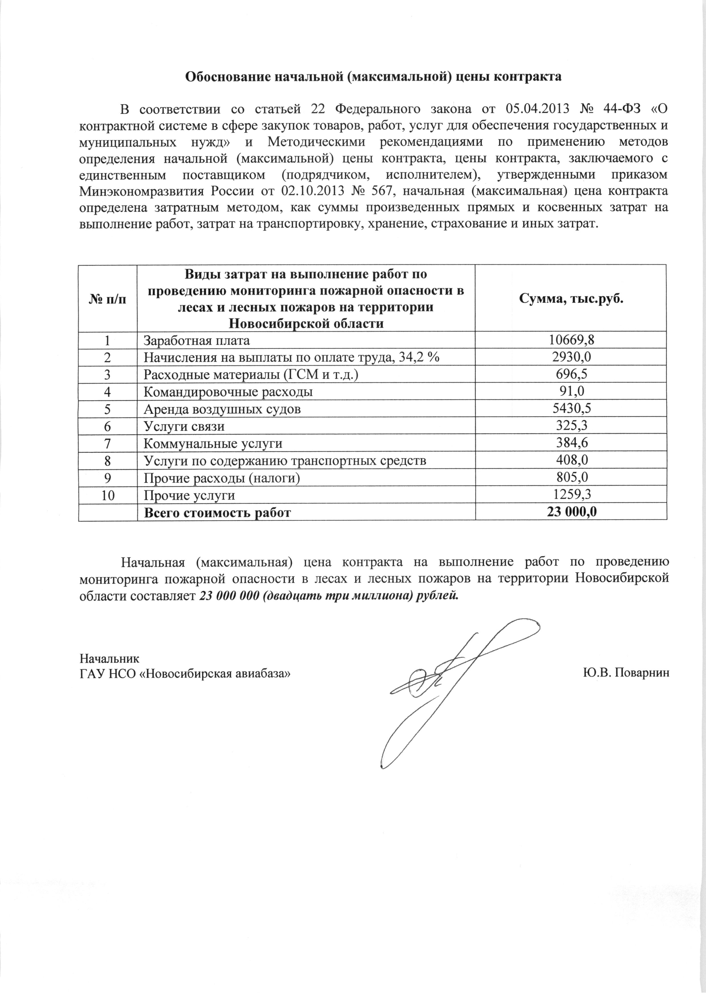 Обоснование начальной (максимальной) цены контракта
В соответствии со статьей 22 Федерального закона от 05.04.2013 № 44-ФЗ «О
контрактной системе в сфере закупок товаров, работ, услуг для обеспечения государственных и
муниципальных нужд» и Методическими рекомендациями по применению методов
определения начальной (максимальной) цены контракта, цены контракта, заключаемого с
единственным поставщиком (подрядчиком, исполнителем), утвержденными приказом
Минэкономразвития России от 02.10.2013 № 567, начальная (максимальная) цена контракта
определена затратным методом, как суммы произведенных прямых и косвенных затрат на
выполнение работ, затрат на транспортировку, хранение, страхование и иных затрат.
№ п/п
Виды затрат на выполнение работ по
проведению мониторинга пожарной опасности в
лесах и лесных пожаров на территории
Новосибирской области
Сумма, тыс.руб.
1 Заработная плата 10669,8
2 Начисления на выплаты по оплате труда, 34,2 % 2930,0
3 Расходные материалы (ГСМ и т.д.) 696,5
4 Командировочные расходы 91,0
5 Аренда воздушных судов 5430,5
6 Услуги связи 325,3
7 Коммунальные услуги 384,6
8 Услуги по содержанию транспортных средств 408,0
9 Прочие расходы (налоги) 805,0
10 Прочие услуги 1259,3
Всего стоимость работ 23 000,0
Начальная (максимальная) цена контракта на выполнение работ по проведению
мониторинга пожарной опасности в лесах и лесных пожаров на территории Новосибирской
области составляет 23 000 000 (двадцать три миллиона) рублей.
Начальник
ГАУ НСО «Новосибирская авиабаза» Ю.В. Поварнин